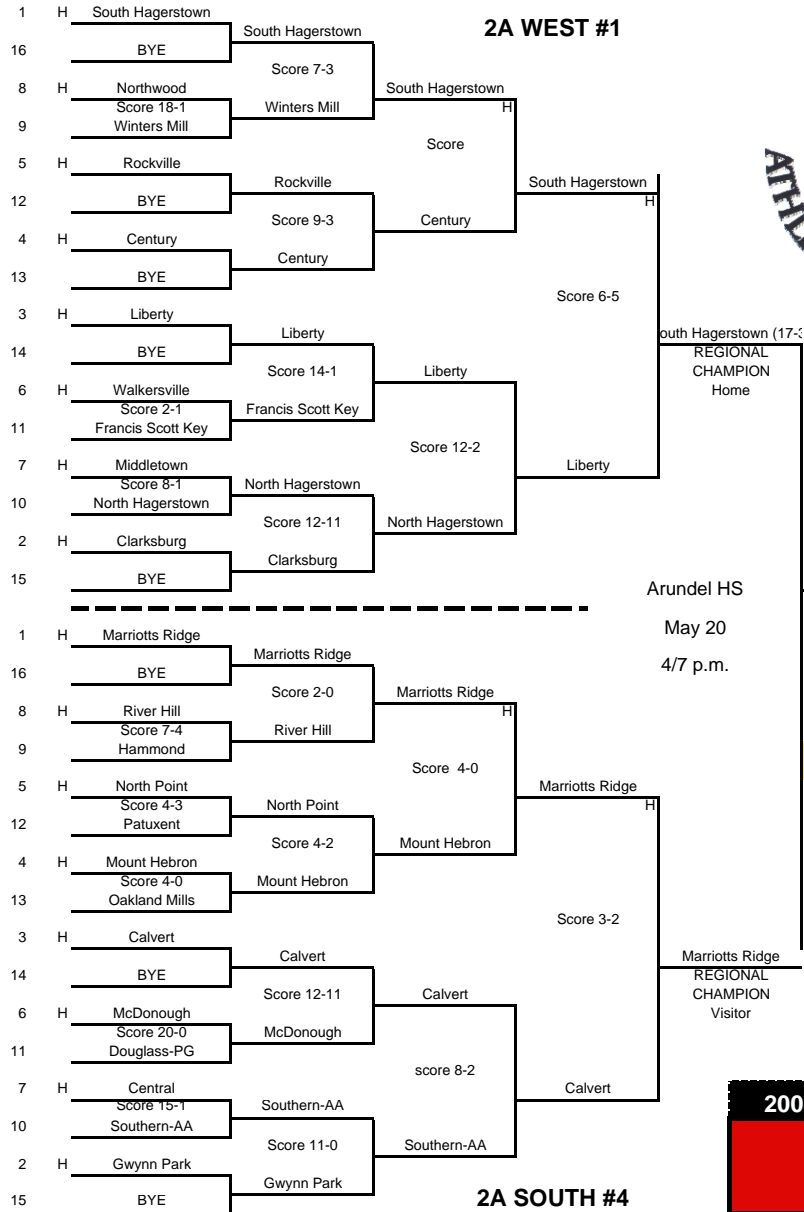 2A WEST #1
1 H South Hagerstown
South Hagerstown
16 BYE
Score 7-3
8 H Northwood
South Hagerstown
H
Score 18-1
Winters Mill
9 Winters Mill
Score
5 H Rockville
Rockville
South Hagerstown
H
12 BYE
Score 9-3
Century
4 H Century
Century
13 BYE
Score 6-5
3 H Liberty
Liberty
outh Hagerstown (17-3
14 BYE
REGIONAL
CHAMPION
Home
Score 14-1
Liberty
6 H Walkersville
Score 2-1
Francis Scott Key
11 Francis Scott Key
Score 12-2
7 H Middletown
Liberty
Score 8-1
North Hagerstown
10 North Hagerstown
Score 12-11
North Hagerstown
2 H Clarksburg
Clarksburg
15 BYE
Arundel HS
May 20
4/7 p.m.
1 H Marriotts Ridge
Marriotts Ridge
16 BYE
Score 2-0
Marriotts Ridge
H
8 H River Hill
Score 7-4
River Hill
9 Hammond
Score 4-0
5 H North Point
Marriotts Ridge
H
Score 4-3
North Point
12 Patuxent
Score 4-2
Mount Hebron
4 H Mount Hebron
Score 4-0
Mount Hebron
13 Oakland Mills
Score 3-2
3 H Calvert
Calvert
Marriotts Ridge
14 BYE
REGIONAL
CHAMPION
Visitor
Score 12-11
Calvert
6 H McDonough
Score 20-0
McDonough
11 Douglass-PG
score 8-2
7 H Central
Calvert
Score 15-1
Southern-AA
10 Southern-AA
200
Score 11-0
Southern-AA
2 H Gwynn Park
Gwynn Park
15 BYE
2A SOUTH #4